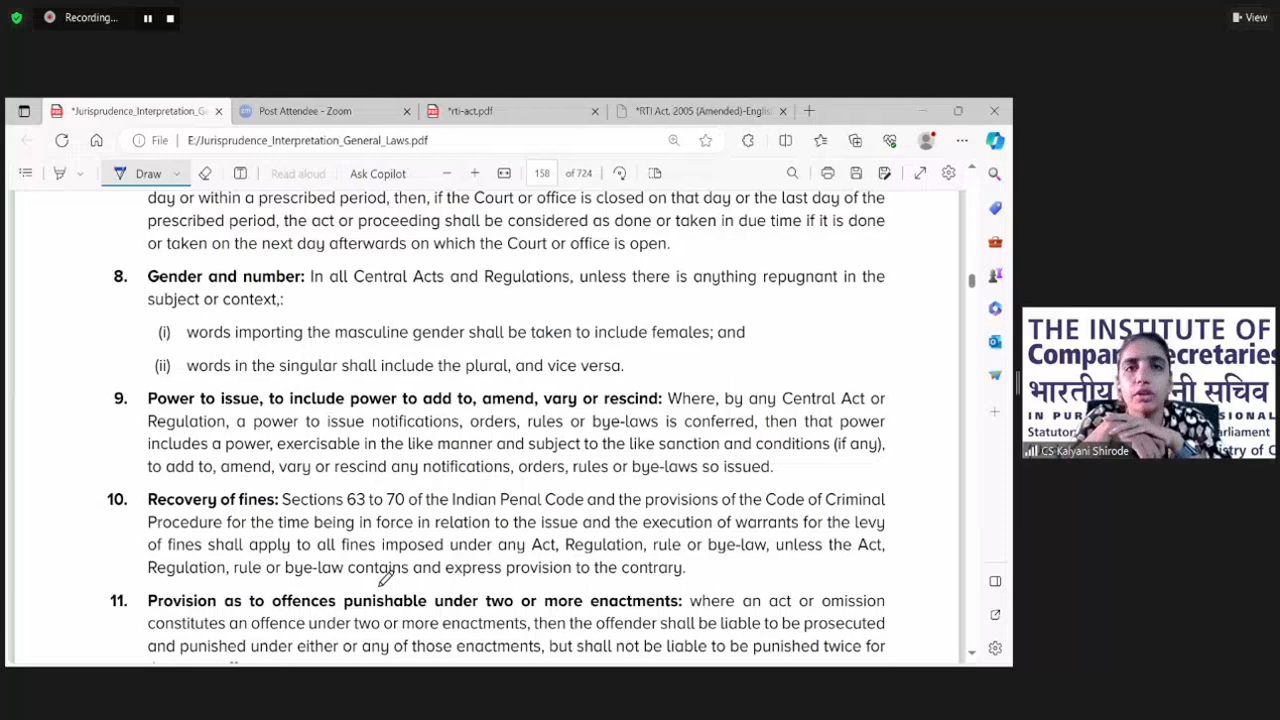 Recording...
View
*Jurisprudence_Interpretation_Ge
Post Attendee - Zoom
*rti-act.pdf
*RTI Act, 2005 (Amended)-Englis
File E:/Jurisprudence_Interpretation_General_Laws.pdf
Draw Read aloud Ask Copilot 158 of 724
day or within a prescribed period, then, if the Court or office is closed on that day or the last day of the
prescribed period, the act or proceeding shall be considered as done or taken in due time if it is done
or taken on the next day afterwards on which the Court or office is open.
8. Gender and number: In all Central Acts and Regulations, unless there is anything repugnant in the
subject or context,:
(i) words importing the masculine gender shall be taken to include females; and
(ii) words in the singular shall include the plural, and vice versa.
9. Power to issue, to include power to add to, amend, vary or rescind: Where, by any Central Act or
Regulation, a power to issue notifications, orders, rules or bye-laws is conferred, then that power
includes a power, exercisable in the like manner and subject to the like sanction and conditions (if any),
to add to, amend, vary or rescind any notifications, orders, rules or bye-laws so issued.
10. Recovery of fines: Sections 63 to 70 of the Indian Penal Code and the provisions of the Code of Criminal
Procedure for the time being in force in relation to the issue and the execution of warrants for the levy
of fines shall apply to all fines imposed under any Act, Regulation, rule or bye-law, unless the Act,
Regulation, rule or bye-law contains and express provision to the contrary.
11. Provision as to offences punishable under two or more enactments: where an act or omission
constitutes an offence under two or more enactments, then the offender shall be liable to be prosecuted
and punished under either or any of those enactments, but shall not be liable to be punished twice for
THE INSTITUTE OF
Compa ecretaries
भारतीय नी सचिव
IN PUR SIONAL
Statutor arliament
istry of C
CS Kalyani Shirode